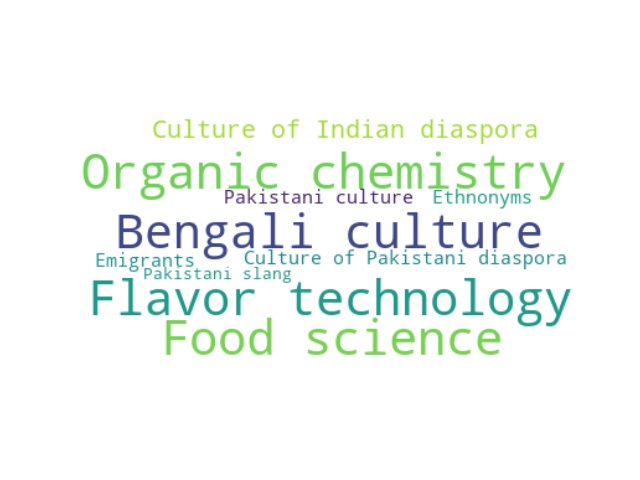 Culture of Indian diaspora
Organic chemistry
Pakistani culture
Ethnonyms
Bengali culture
Emigrants
Culture of Pakistani diaspora
Pakistani slang
Flavor technology
Food science